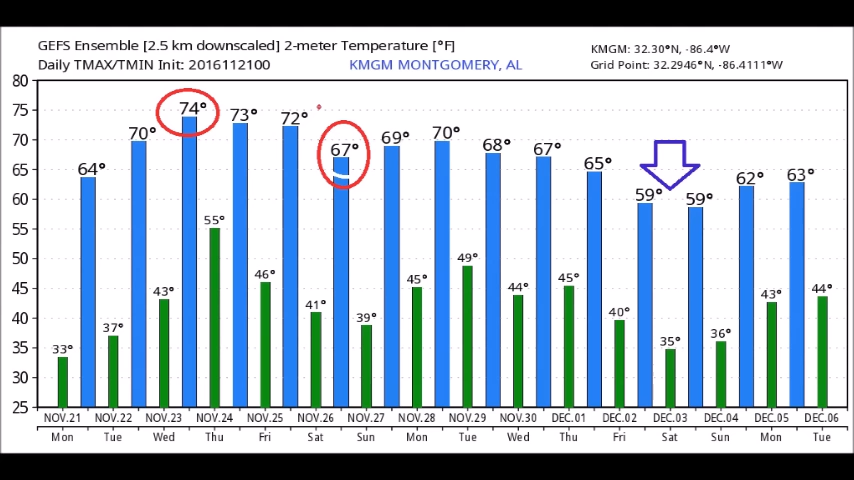 GEFS Ensemble [2.5 km downscaled] 2-meter Temperature [°F]
KMGM: 32.30°N, -86.4°W
Daily TMAX/TMIN Init: 2016112100 KMGM MONTGOMERY, AL
Grid Point: 32.2946°N, -86.4111°W
80
75
70
65
60
55
50
45
40
35
30
25
64° 70° 74° 73° 72° 67° 69° 70° 68° 67° 65° 59° 59° 62° 63°
33° 37° 43° 55° 46° 41° 39° 45° 49° 44° 45° 40° 35° 36° 43° 44°
NOV.21 NOV.22 NOV.23 NOV.24 NOV.25 NOV.26 NOV.27 NOV.28 NOV.29 NOV.30 DEC.01 DEC.02 DEC.03 DEC.04 DEC.05 DEC.06
Mon Tue Wed Thu Fri Sat Sun Mon Tue Wed Thu Fri Sat Sun Mon Tue